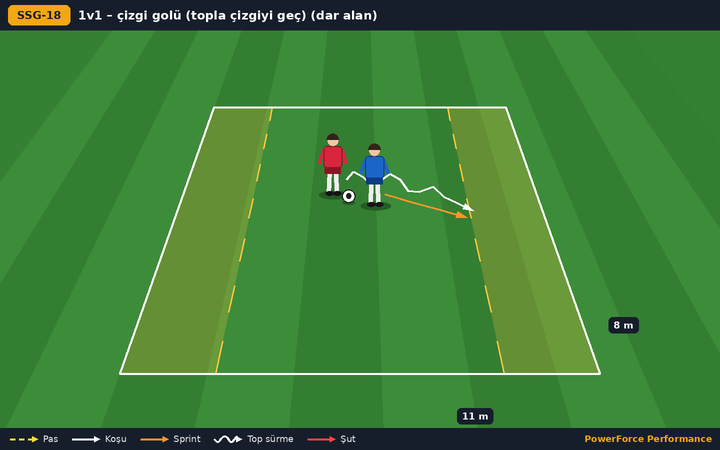 SSG-18 1v1 – çizgi golü (topla çizgiyi geç) (dar alan)
8 m
11 m
Pas Koşu Sprint Top sürme Şut PowerForce Performance